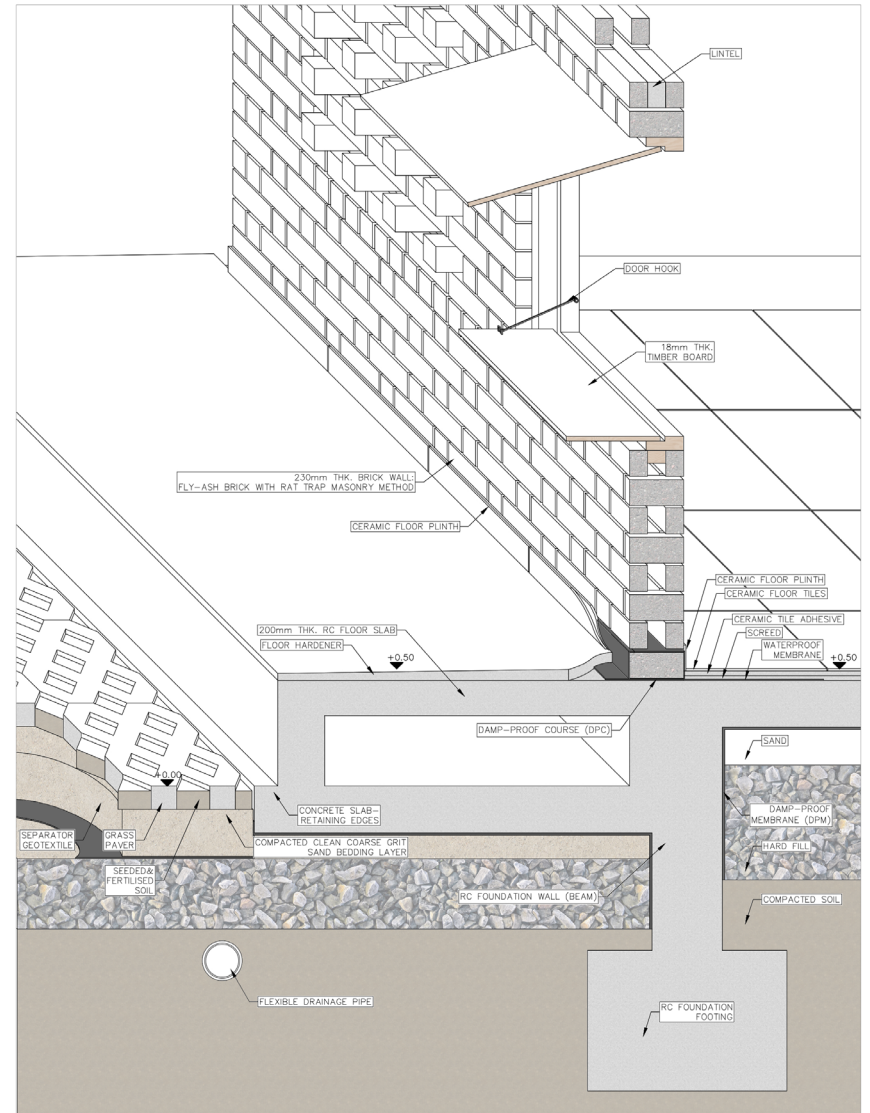 LINTEL
DOOR HOOK
18mm THK.
TIMBER BOARD
230mm THK. BRICK WALL:
FLY-ASH BRICK WITH RAT TRAP MASONRY METHOD
CERAMIC FLOOR PLINTH
CERAMIC FLOOR PLINTH
CERAMIC FLOOR TILES
CERAMIC TILE ADHESIVE
SCREED
WATERPROOF
MEMBRANE
+0.50
200mm THK. RC FLOOR SLAB
FLOOR HARDENER
+0.50
DAMP-PROOF COURSE (DPC)
SAND
+0.00
CONCRETE SLAB-
RETAINING EDGES
DAMP-PROOF
MEMBRANE (DPM)
SEPARATOR
GEOTEXTILE
GRASS
PAVER
COMPACTED CLEAN COARSE GRIT
SAND BEDDING LAYER
HARD FILL
SEEDED&
FERTILISED
SOIL
RC FOUNDATION WALL (BEAM)
COMPACTED SOIL
FLEXIBLE DRAINAGE PIPE
RC FOUNDATION
FOOTING